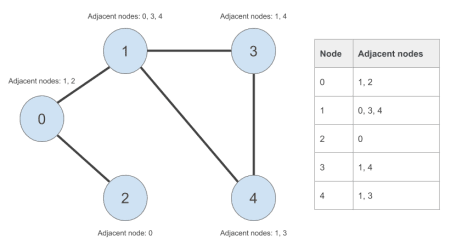 Adjacent nodes: 0, 3, 4
Adjacent nodes: 1, 4
1
3
Adjacent nodes: 1, 2
0
2
4
Adjacent node: 0
Adjacent nodes: 1, 3
Node Adjacent nodes
0 1, 2
1 0, 3, 4
2 0
3 1, 4
4 1, 3